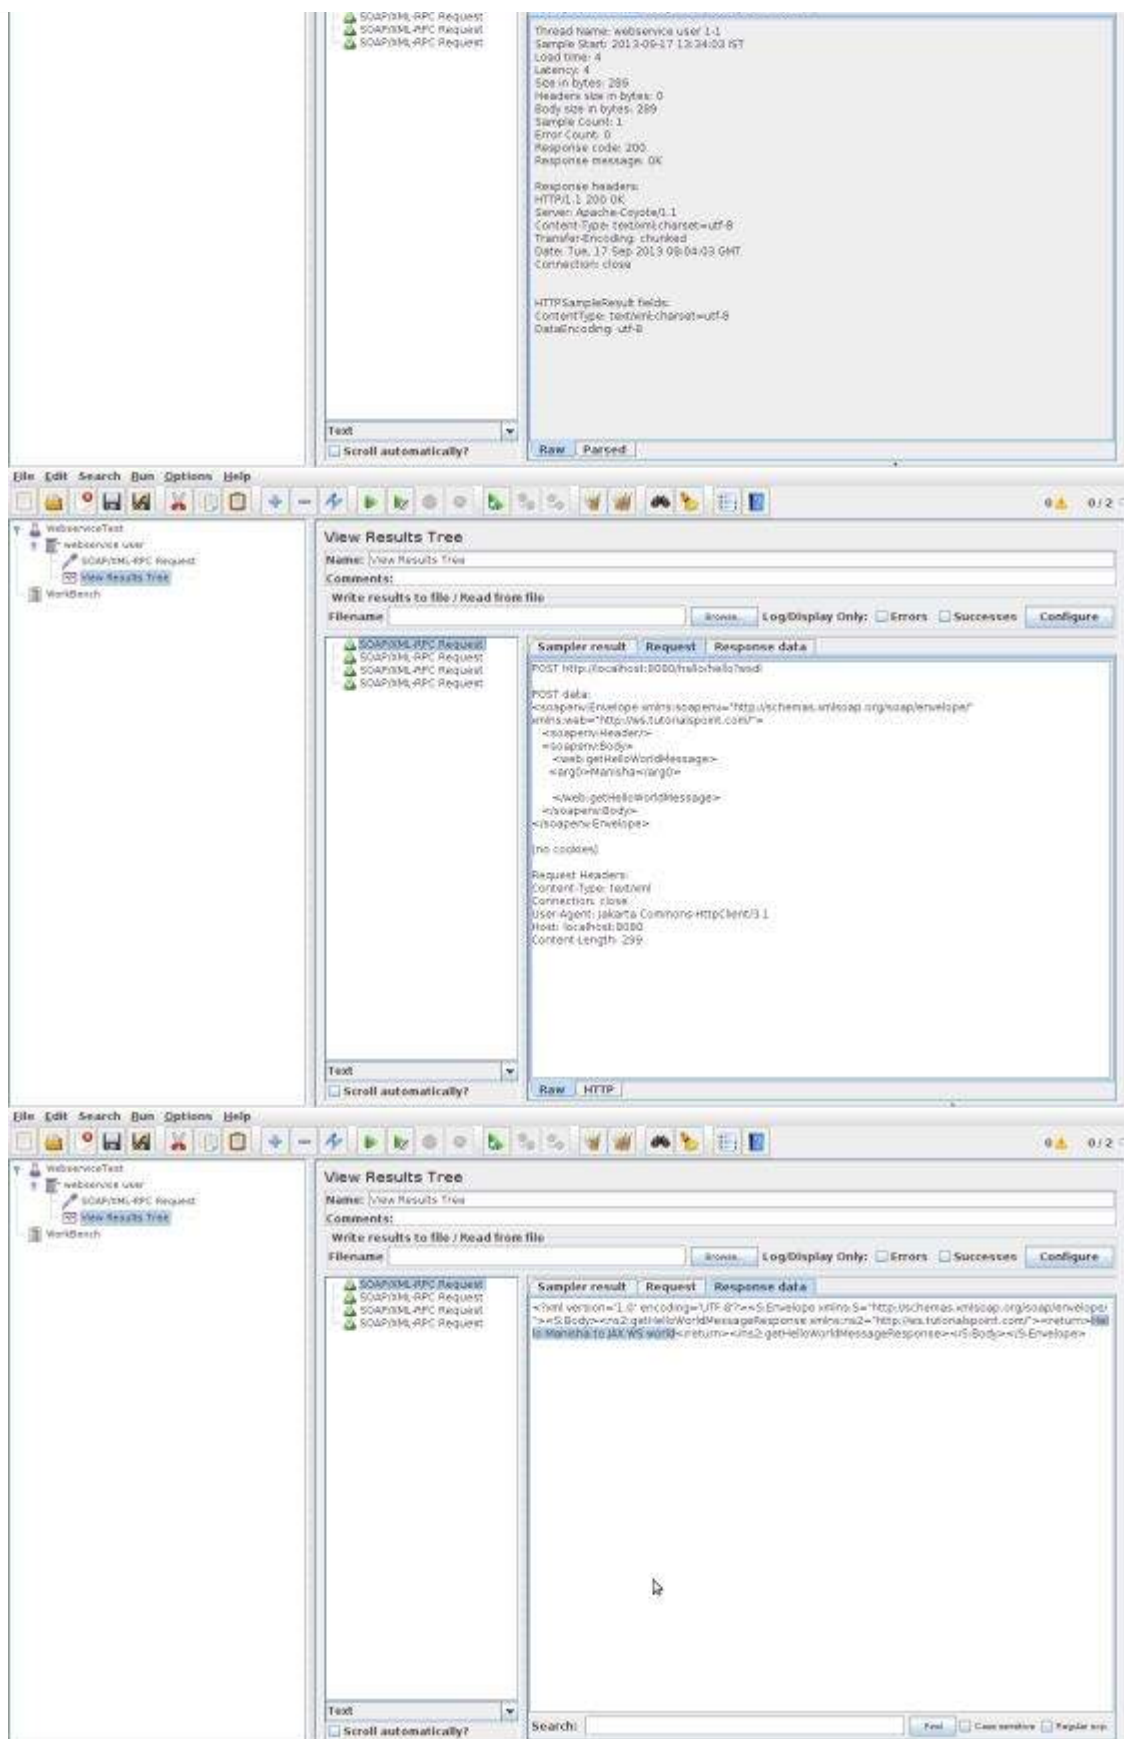 SOAP/XML-RPC Request
SOAP/XML-RPC Request
SOAP/XML-RPC Request
Thread Name: webservice user 1-1
Sample Start: 2013-09-17 13:34:03 IST
Load time: 4
Latency: 4
Size in bytes: 289
Headers size in bytes: 0
Body size in bytes: 289
Sample Count: 1
Error Count: 0
Response code: 200
Response message: OK
Response headers:
HTTP/1.1 200 OK
Server: Apache-Coyote/1.1
Content-Type: text/xml;charset=utf-8
Transfer-Encoding: chunked
Date: Tue, 17 Sep 2013 08:04:03 GMT
Connection: close
HTTPSampleResult fields:
ContentType: text/xml;charset=utf-8
DataEncoding: utf-8
Text
Scroll automatically?
Raw Parsed
File Edit Search Run Options Help
0 0 / 2
WebserviceTest
webservice user
SOAP/XML-RPC Request
View Results Tree
WorkBench
View Results Tree
Name: View Results Tree
Comments:
Write results to file / Read from file
Filename Browse... Log/Display Only: Errors Successes Configure
SOAP/XML-RPC Request
SOAP/XML-RPC Request
SOAP/XML-RPC Request
SOAP/XML-RPC Request
Sampler result Request Response data
POST http://localhost:8080/hello/hello?wsdl
POST data:
<soapenv:Envelope xmlns:soapenv="http://schemas.xmlsoap.org/soap/envelope/"
xmlns:web="http://ws.tutorialspoint.com/">
<soapenv:Header/>
<soapenv:Body>
<web:getHelloWorldMessage>
<arg0>Manisha</arg0>
</web:getHelloWorldMessage>
</soapenv:Body>
</soapenv:Envelope>
[no cookies]
Request Headers:
Content-Type: text/xml
Connection: close
User-Agent: Jakarta Commons-HttpClient/3.1
Host: localhost:8080
Content-Length: 299
Text
Scroll automatically?
Raw HTTP
File Edit Search Run Options Help
0 0 / 2
WebserviceTest
webservice user
SOAP/XML-RPC Request
View Results Tree
WorkBench
View Results Tree
Name: View Results Tree
Comments:
Write results to file / Read from file
Filename Browse... Log/Display Only: Errors Successes Configure
SOAP/XML-RPC Request
SOAP/XML-RPC Request
SOAP/XML-RPC Request
SOAP/XML-RPC Request
Sampler result Request Response data
<?xml version='1.0' encoding='UTF-8'?><S:Envelope xmlns:S="http://schemas.xmlsoap.org/soap/envelope/
"><S:Body><ns2:getHelloWorldMessageResponse xmlns:ns2="http://ws.tutorialspoint.com/"><return>Hel
lo Manisha to JAX WS world</return></ns2:getHelloWorldMessageResponse></S:Body></S:Envelope>
Text
Scroll automatically?
Search: Find Case sensitive Regular exp.